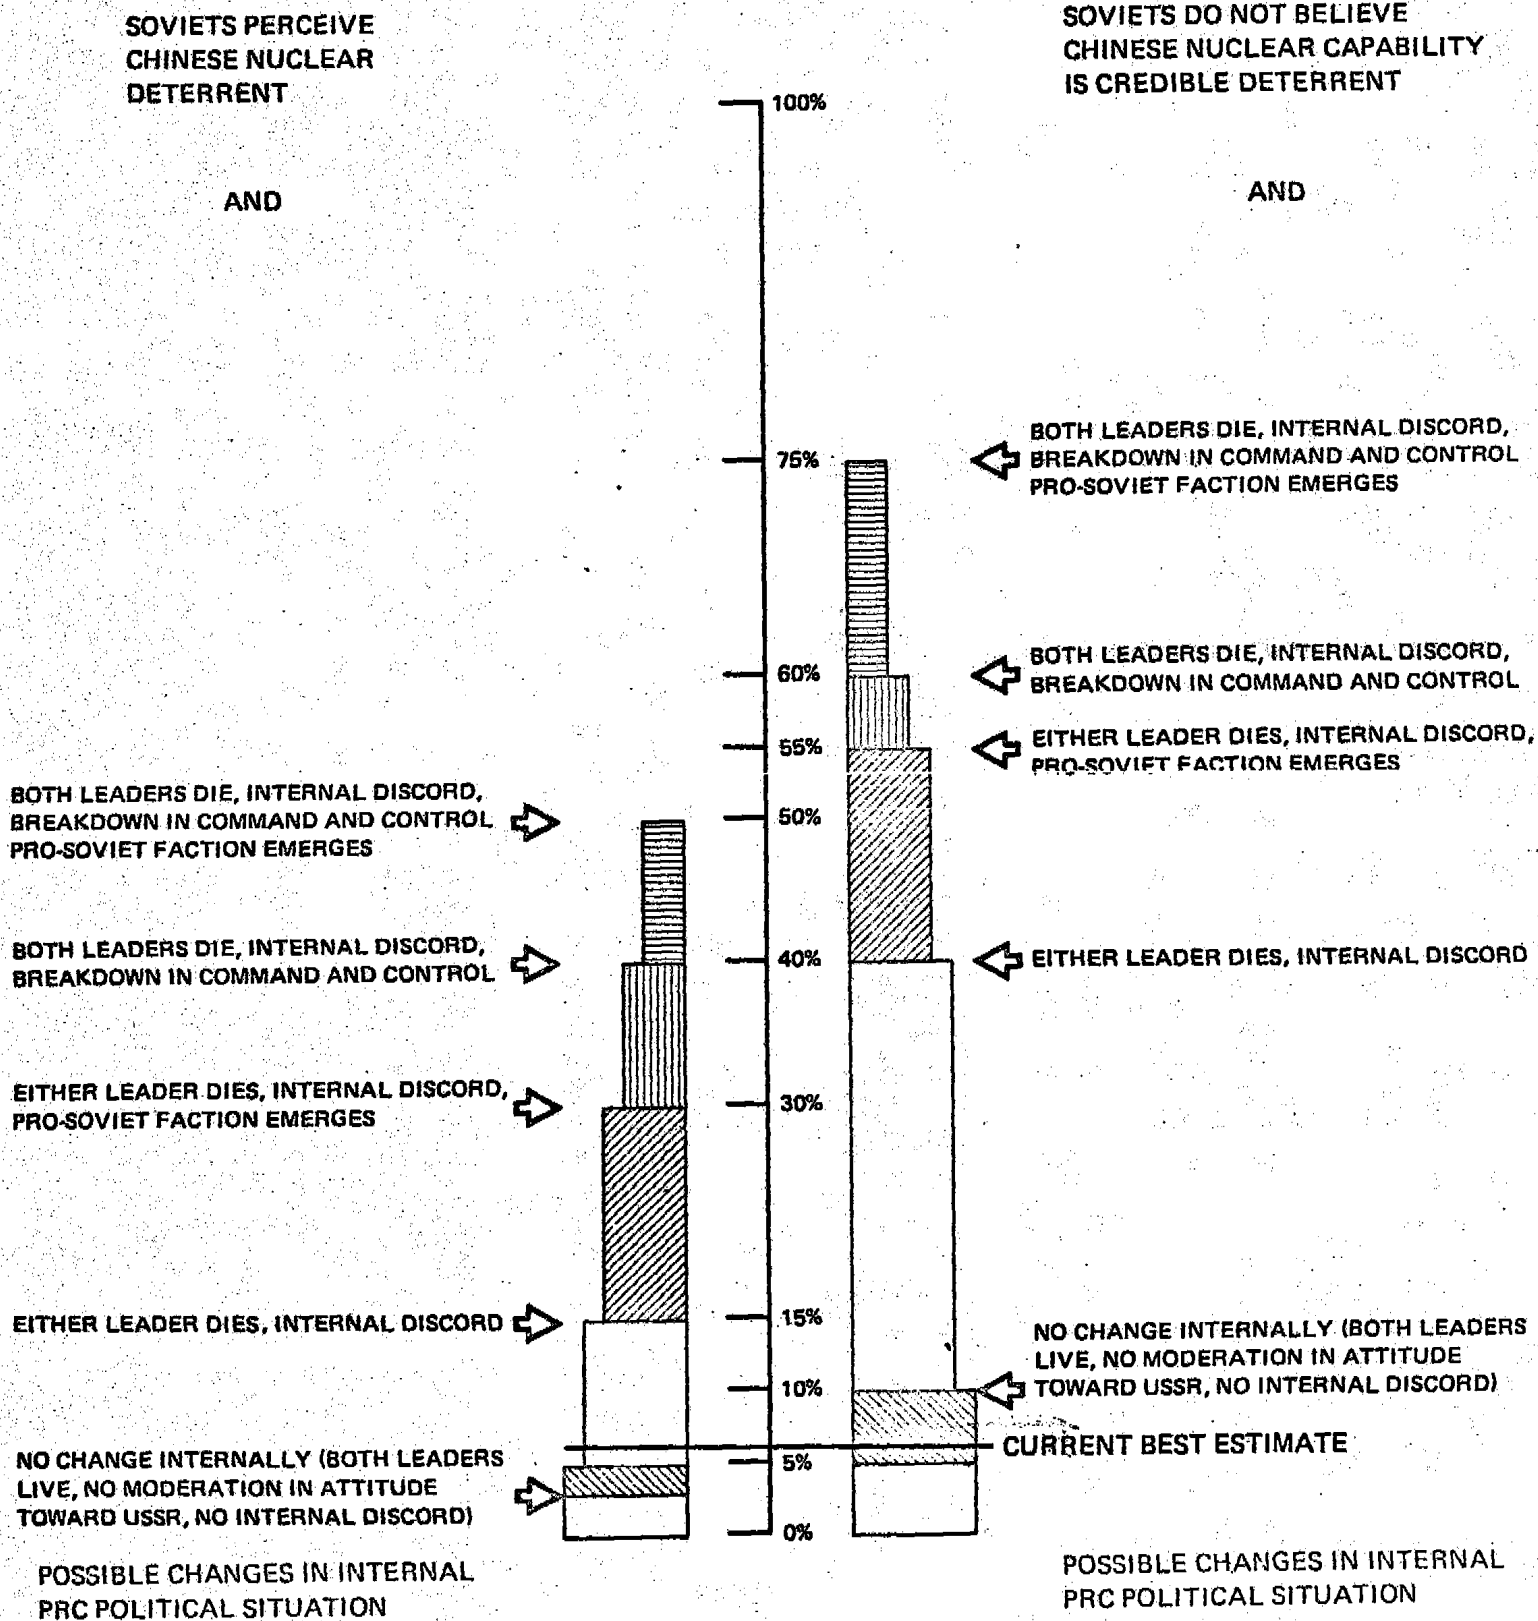 SOVIETS PERCEIVE
CHINESE NUCLEAR
DETERRENT
AND
SOVIETS DO NOT BELIEVE
CHINESE NUCLEAR CAPABILITY
IS CREDIBLE DETERRENT
AND
100%
75%
60%
55%
50%
40%
30%
15%
10%
5%
0%
BOTH LEADERS DIE, INTERNAL DISCORD,
BREAKDOWN IN COMMAND AND CONTROL
PRO-SOVIET FACTION EMERGES
BOTH LEADERS DIE, INTERNAL DISCORD,
BREAKDOWN IN COMMAND AND CONTROL
EITHER LEADER DIES, INTERNAL DISCORD,
PRO-SOVIET FACTION EMERGES
EITHER LEADER DIES, INTERNAL DISCORD
NO CHANGE INTERNALLY (BOTH LEADERS
LIVE, NO MODERATION IN ATTITUDE
TOWARD USSR, NO INTERNAL DISCORD)
POSSIBLE CHANGES IN INTERNAL
PRC POLITICAL SITUATION
BOTH LEADERS DIE, INTERNAL DISCORD,
BREAKDOWN IN COMMAND AND CONTROL
PRO-SOVIET FACTION EMERGES
BOTH LEADERS DIE, INTERNAL DISCORD,
BREAKDOWN IN COMMAND AND CONTROL
EITHER LEADER DIES, INTERNAL DISCORD,
PRO-SOVIET FACTION EMERGES
EITHER LEADER DIES, INTERNAL DISCORD
NO CHANGE INTERNALLY (BOTH LEADERS
LIVE, NO MODERATION IN ATTITUDE
TOWARD USSR, NO INTERNAL DISCORD)
CURRENT BEST ESTIMATE
POSSIBLE CHANGES IN INTERNAL
PRC POLITICAL SITUATION